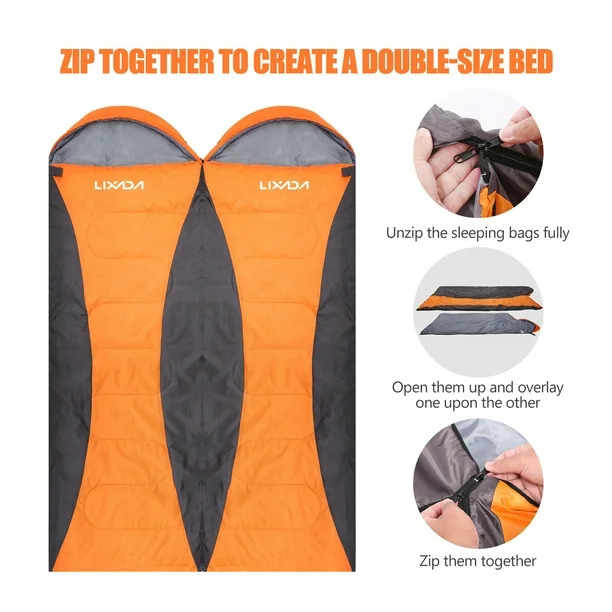 ZIP TOGETHER TO CREATE A DOUBLE-SIZE BED
LIXADA LIXADA
Unzip the sleeping bags fully
Open them up and overlay
one upon the other
Zip them together